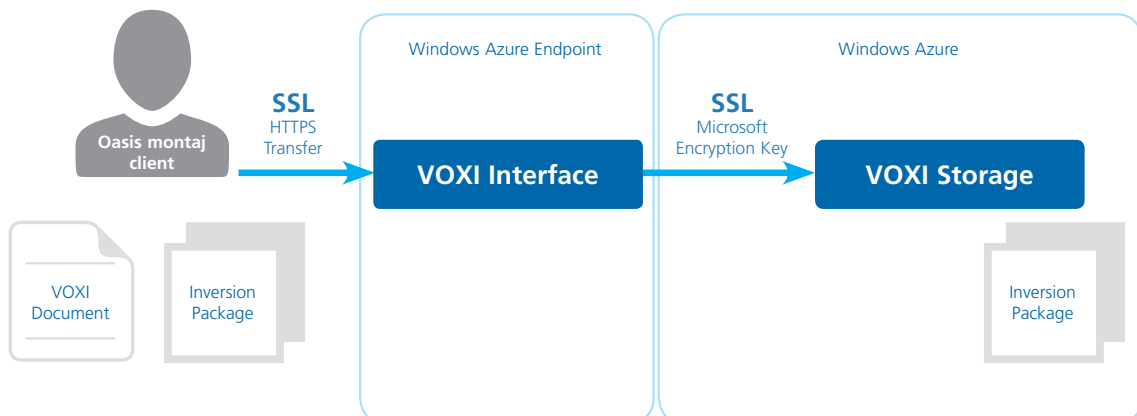 Windows Azure Endpoint
Windows Azure
SSL
HTTPS
Transfer
SSL
Microsoft
Encryption Key
Oasis montaj
client
VOXI Interface
VOXI Storage
VOXI
Document
Inversion
Package
Inversion
Package